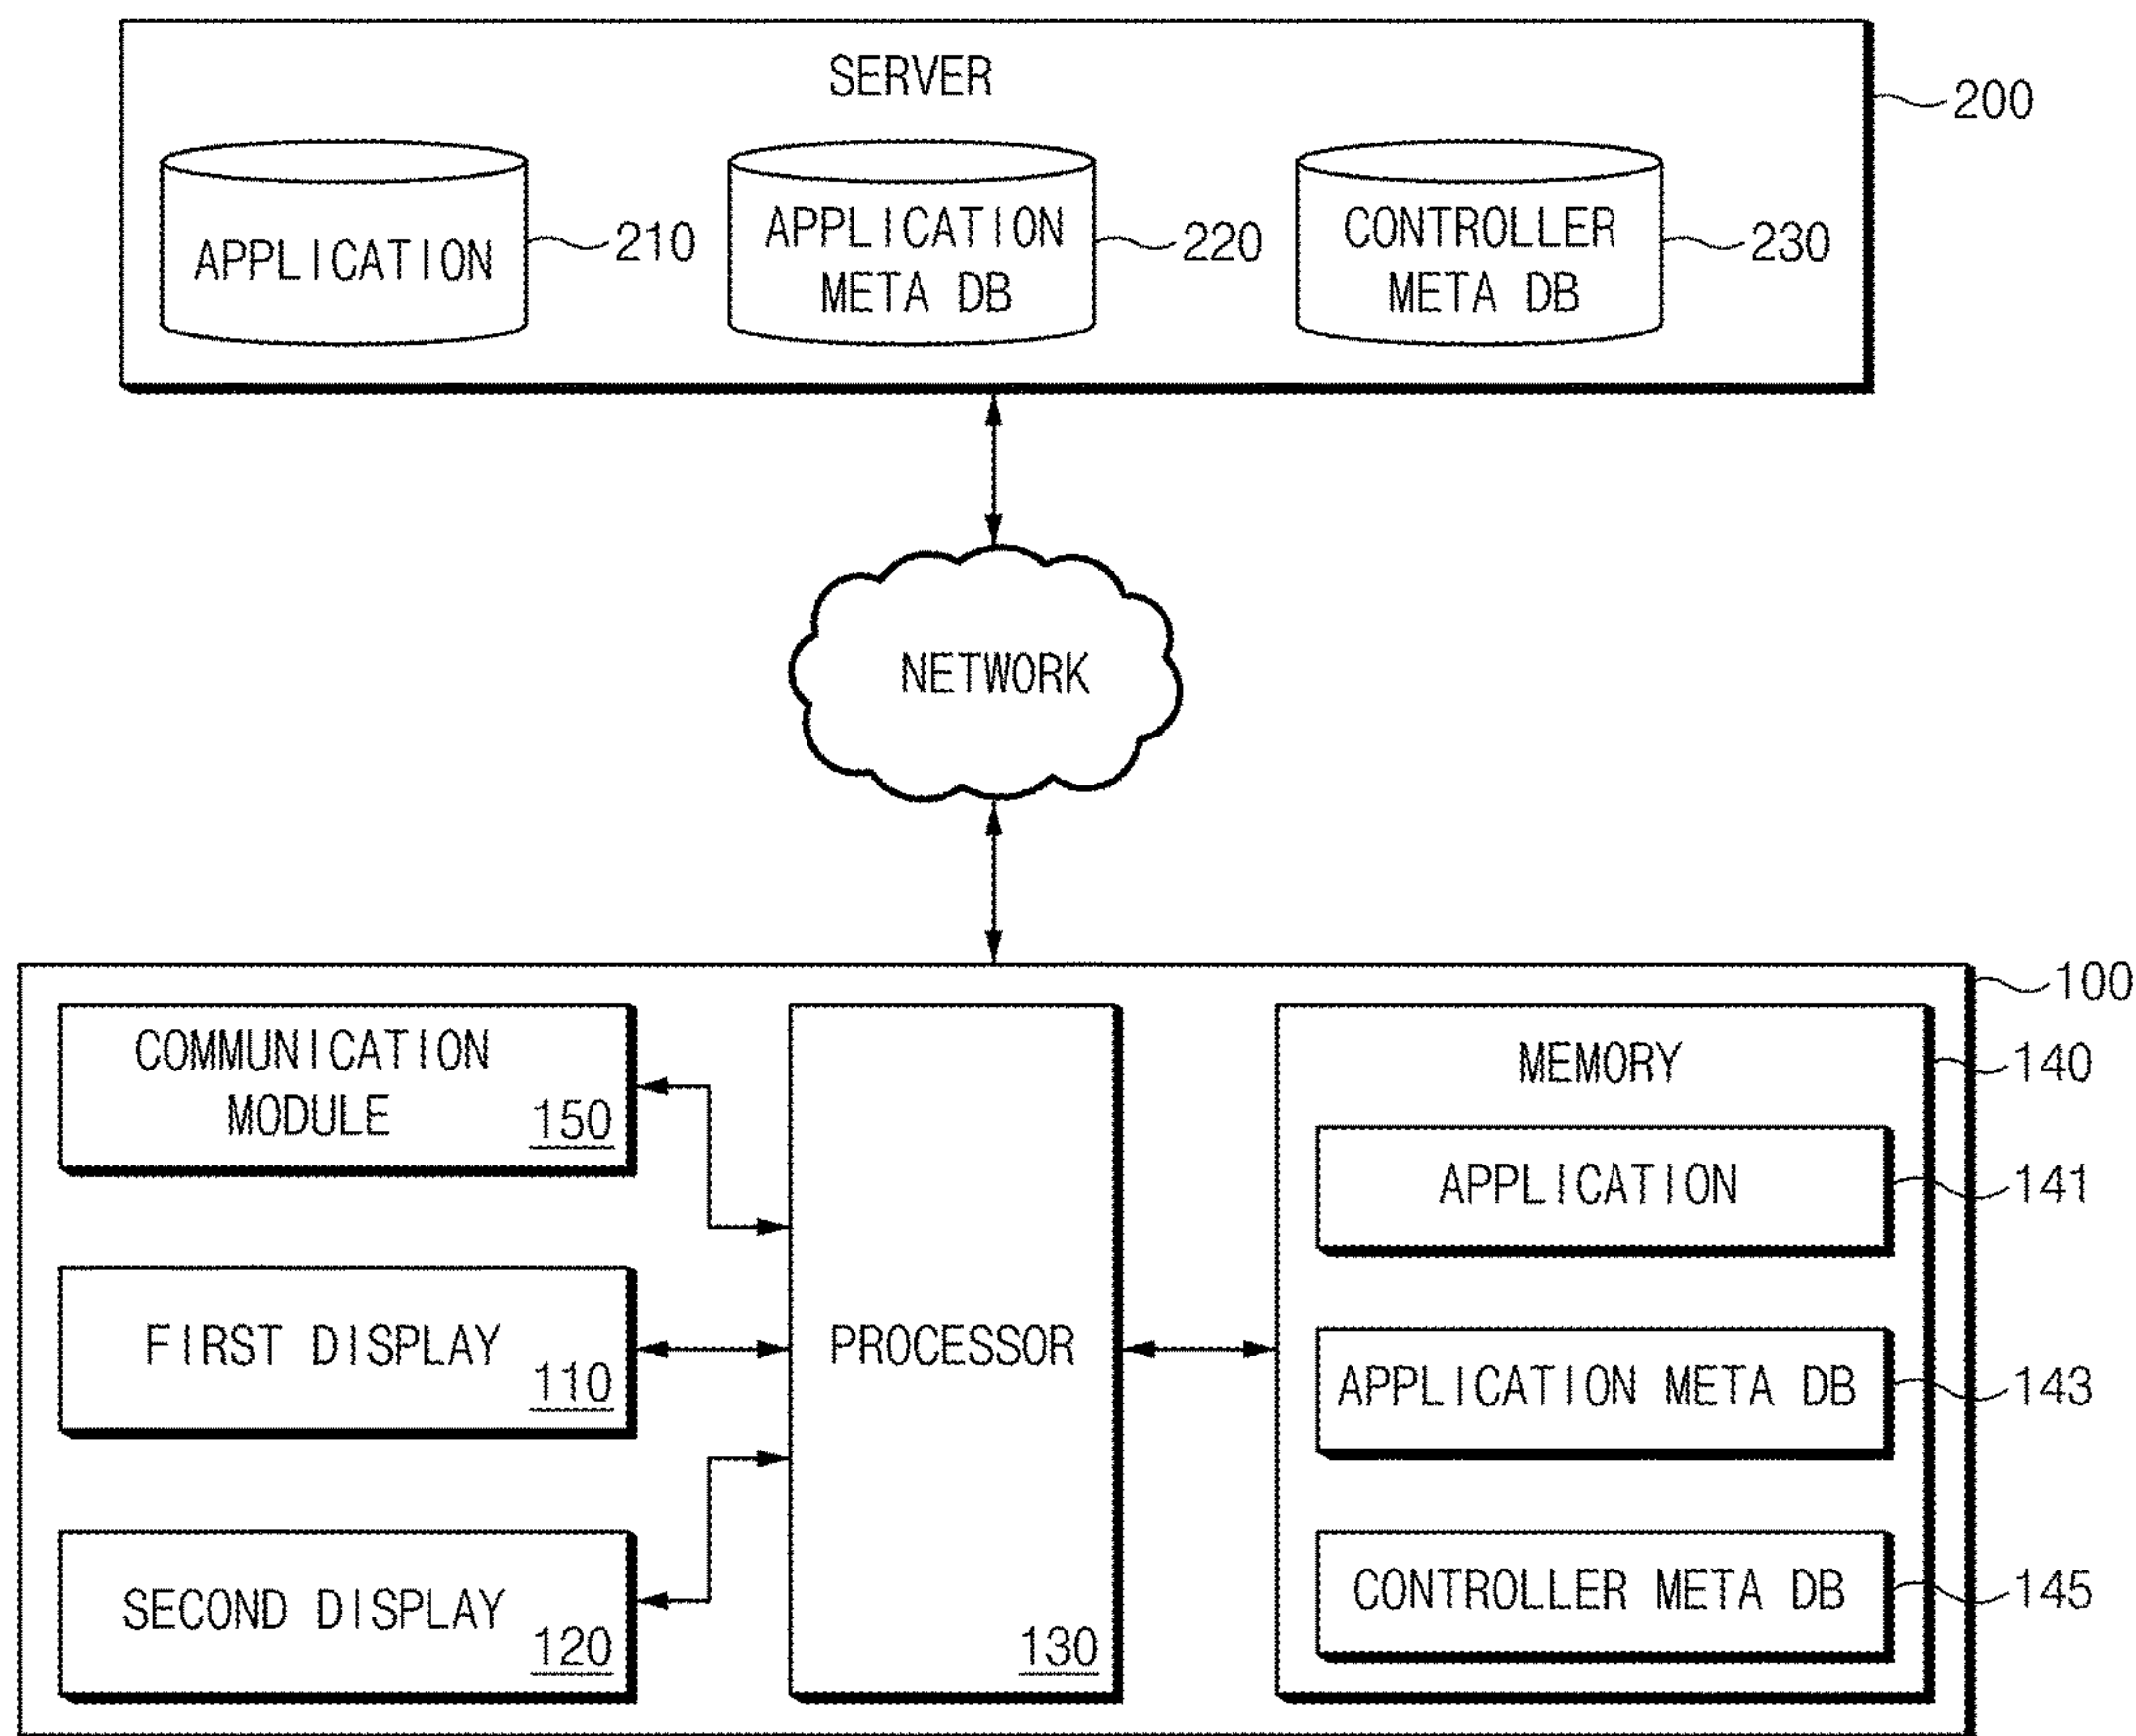 SERVER
200
APPLICATION
210
APPLICATION
META DB
220
CONTROLLER
META DB
230
NETWORK
100
COMMUNICATION
MODULE
150
FIRST DISPLAY
110
SECOND DISPLAY
120
PROCESSOR
130
MEMORY
140
APPLICATION
141
APPLICATION META DB
143
CONTROLLER META DB
145